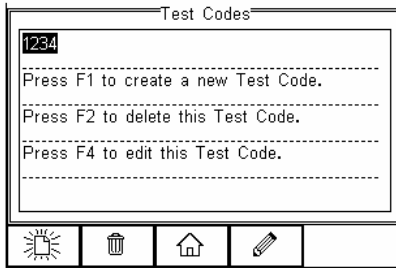 Test Codes
1234
Press F1 to create a new Test Code.
Press F2 to delete this Test Code.
Press F4 to edit this Test Code.